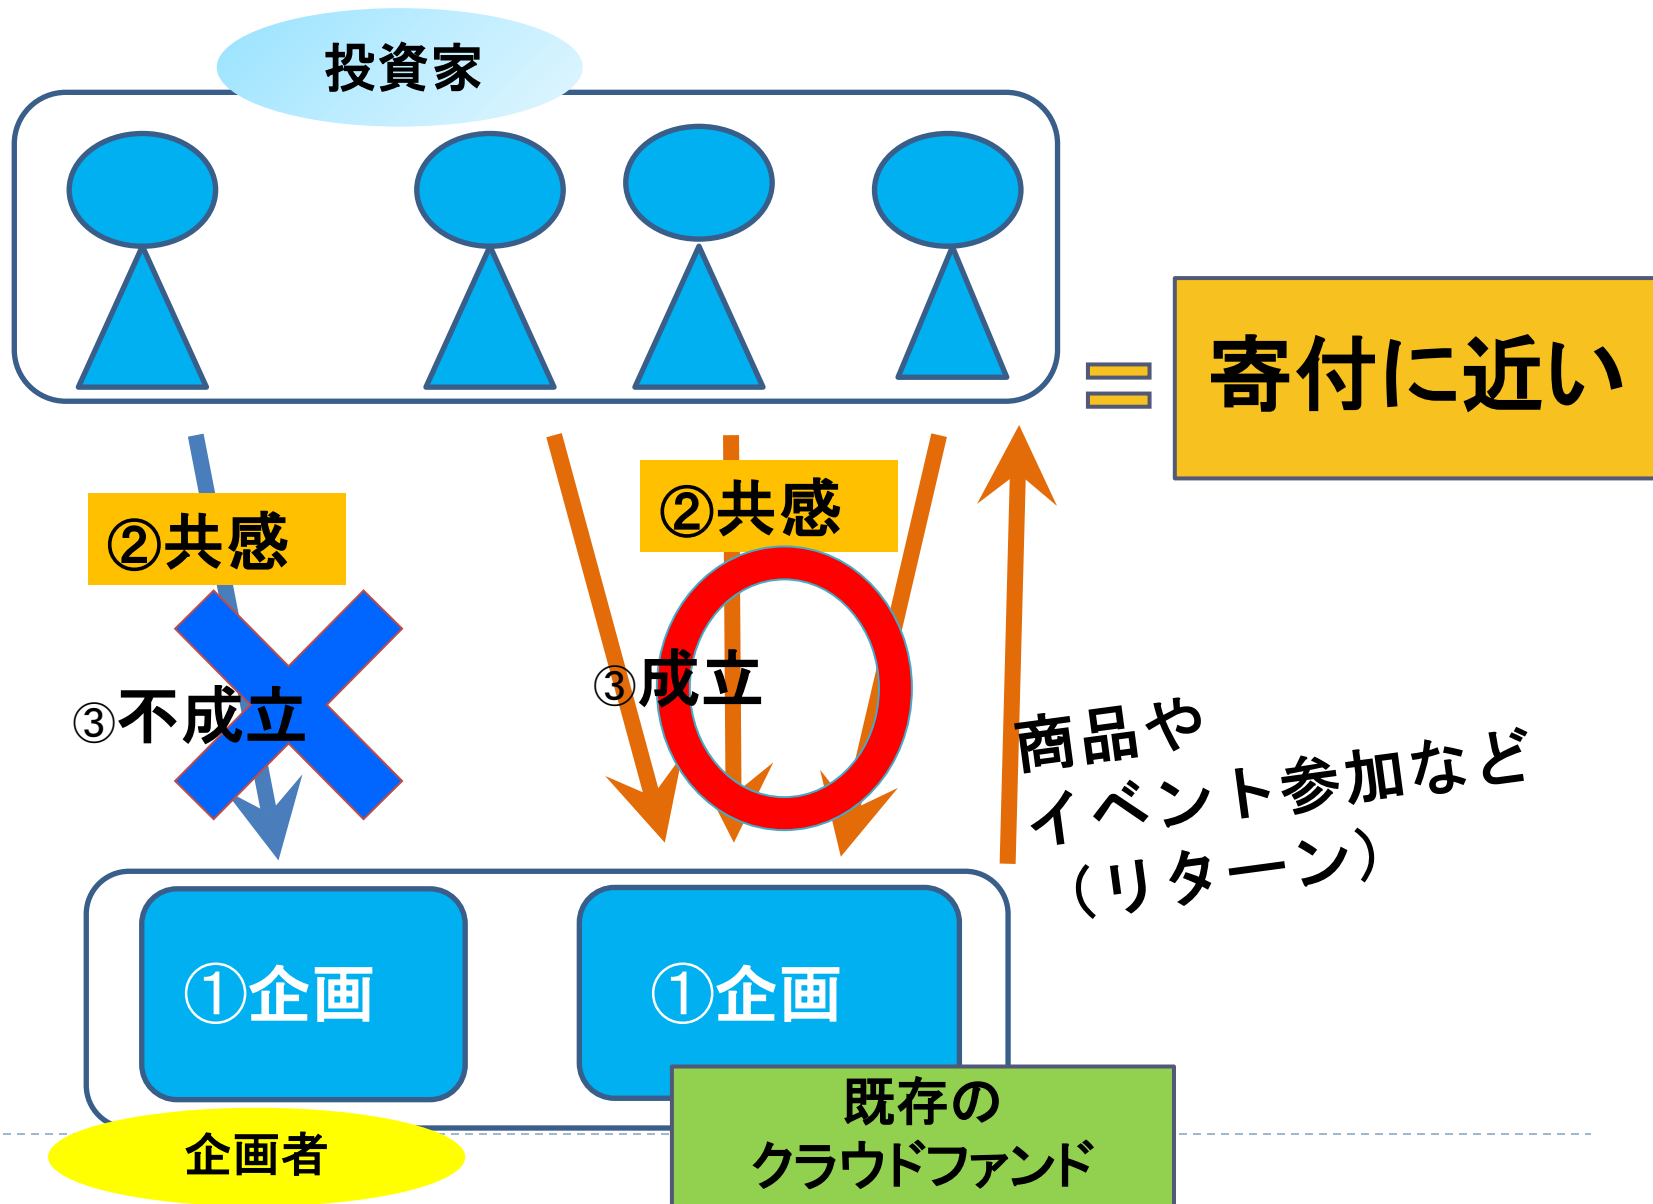 投資家
寄付に近い
②共感
②共感
③不成立
③成立
商品や
イベント参加など
（リターン）
①企画
①企画
既存の
クラウドファンド
企画者